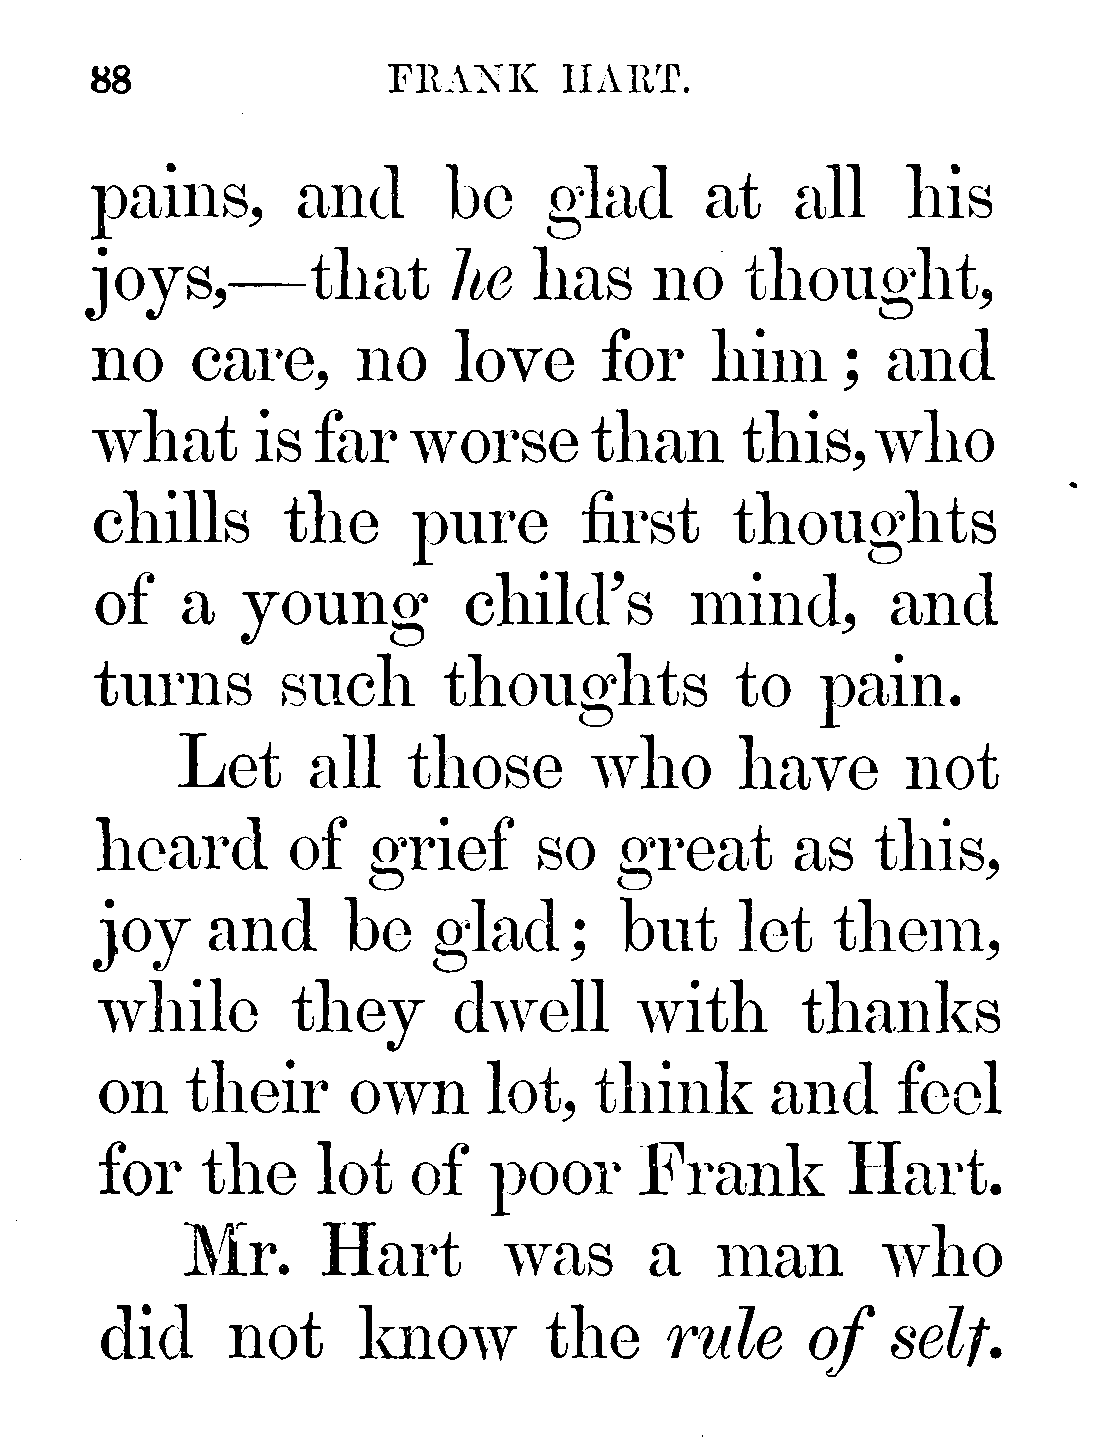 88 FRANK HART.
pains, and be glad at all his
joys,—that he has no thought,
no care, no love for him; and
what is far worse than this, who
chills the pure first thoughts
of a young child's mind, and
turns such thoughts to pain.
Let all those who have not
heard of grief so great as this,
joy and be glad; but let them,
while they dwell with thanks
on their own lot, think and feel
for the lot of poor Frank Hart.
Mr. Hart was a man who
did not know the rule of self.